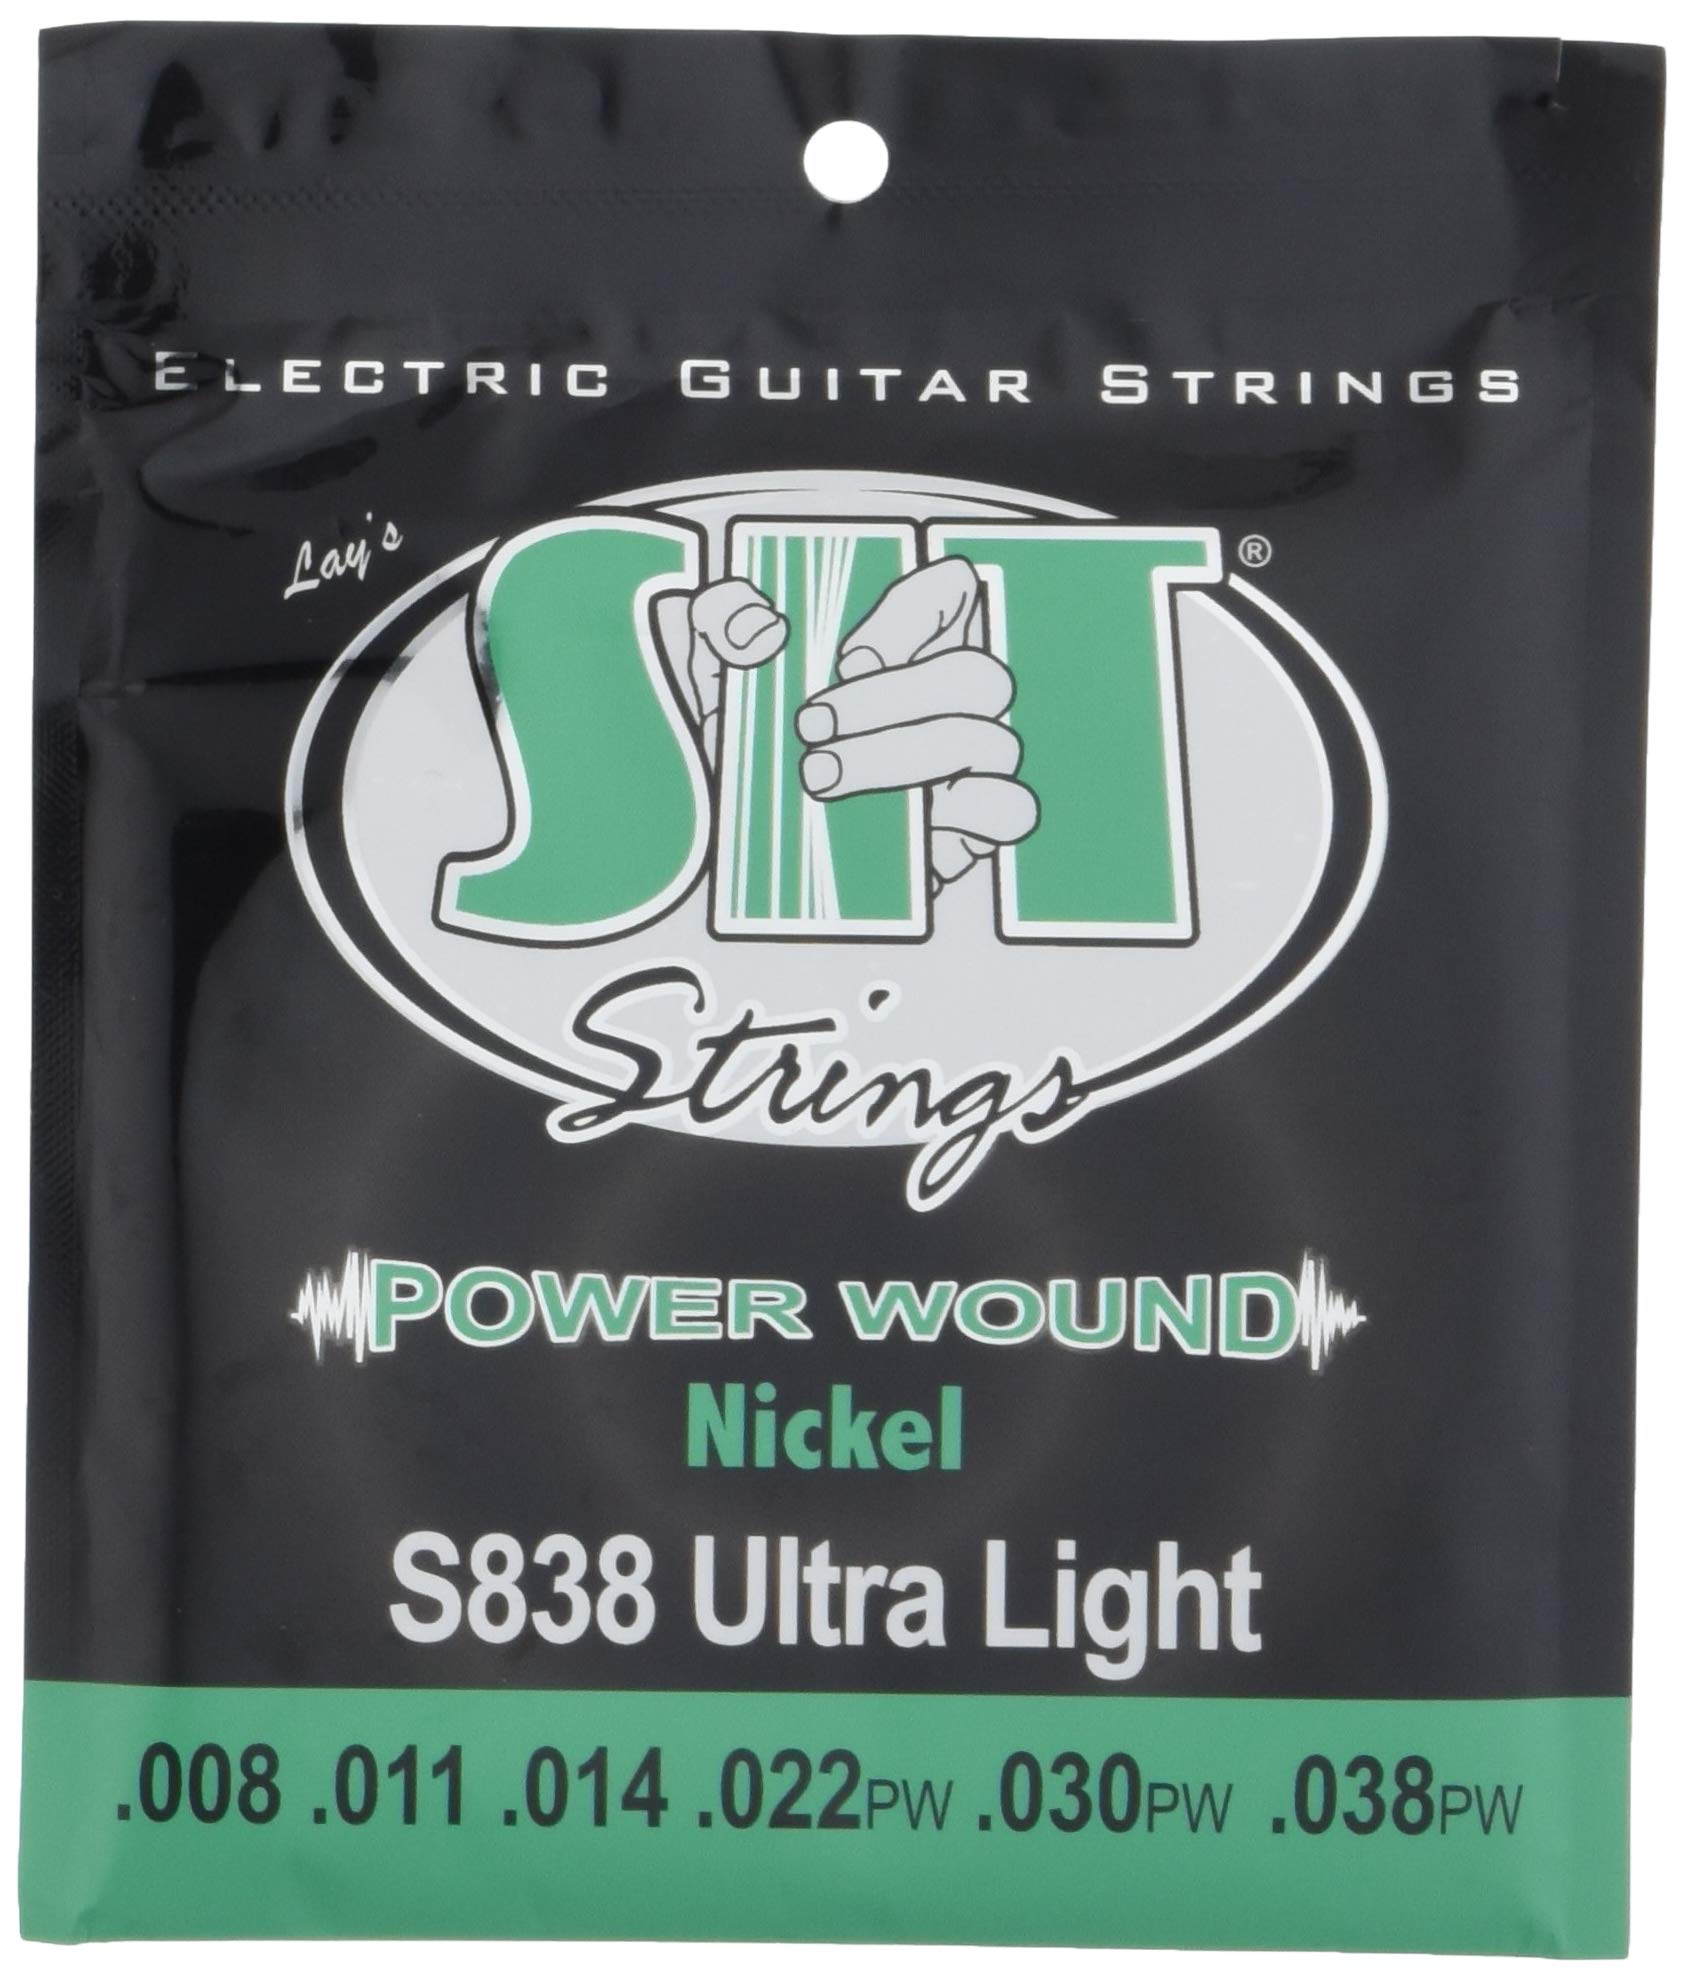 ELECTRIC GUITAR STRINGS
Lay's
SIT®
Strings
POWER WOUND
Nickel
S838 Ultra Light
.008 .011 .014 .022PW .030PW .038PW